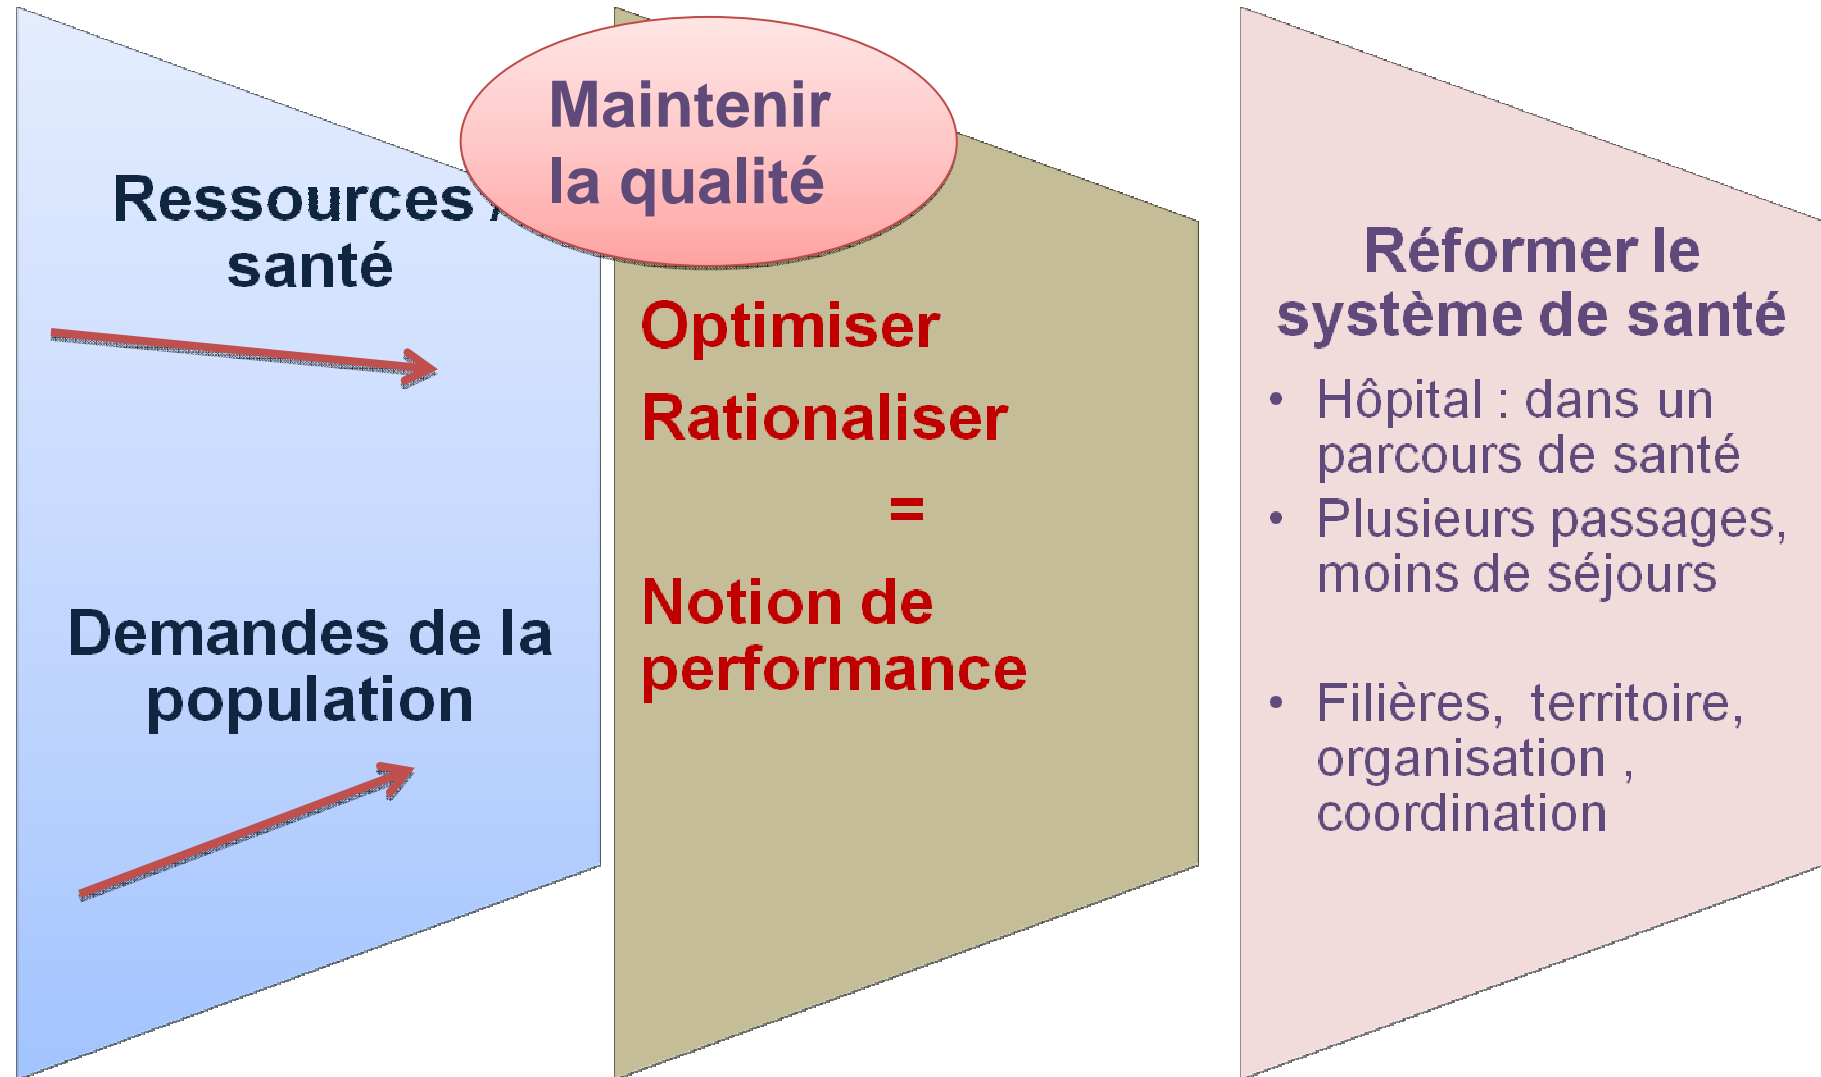 Ressources /
santé
Demandes de la
population
Maintenir
la qualité
Optimiser
Rationaliser
=
Notion de
performance
Réformer le
système de santé
• Hôpital : dans un
parcours de santé
• Plusieurs passages,
moins de séjours
• Filières, territoire,
organisation ,
coordination